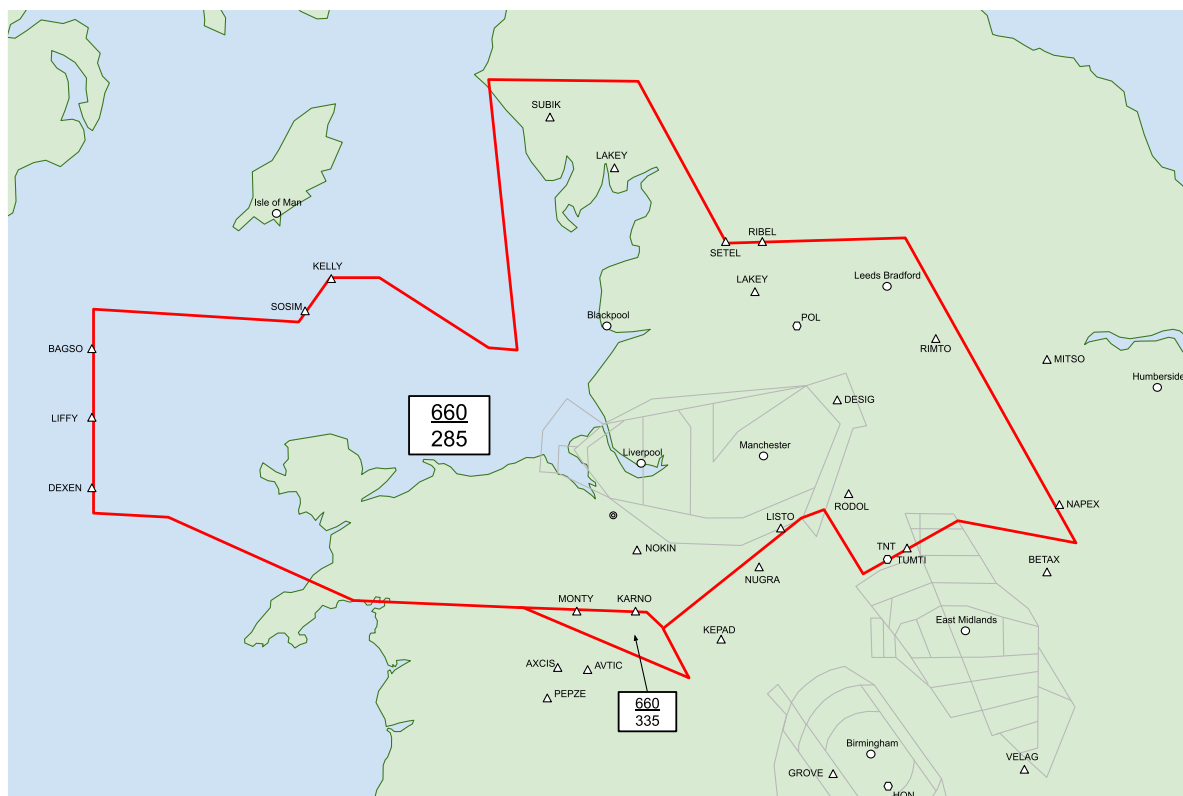 SUBIK
LAKEY
Isle of Man
RIBEL
SETEL
KELLY
LAKEY
Leeds Bradford
SOSIM
Blackpool
POL
BAGSO
RIMTO
MITSO
Humberside
DESIG
LIFFY
660
285
Liverpool
Manchester
DEXEN
RODOL
NAPEX
LISTO
NOKIN
TNT
TUMTI
NUGRA
BETAX
MONTY
KARNO
KEPAD
East Midlands
AXCIS
AVTIC
PEPZE
660
335
Birmingham
VELAG
GROVE
HON